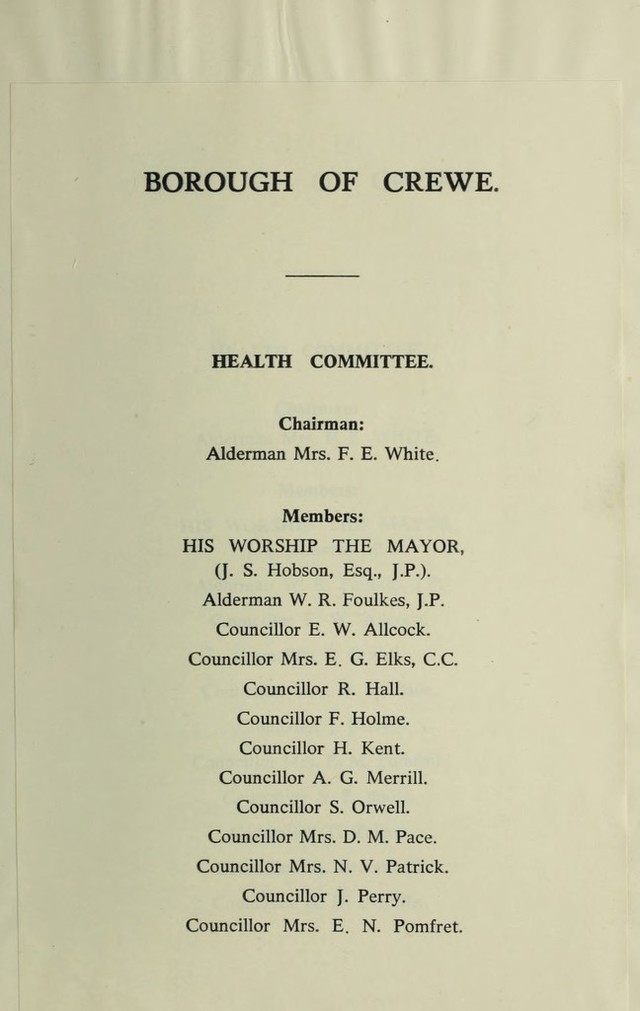 BOROUGH OF CREWE.
HEALTH COMMITTEE.
Chairman:
Alderman Mrs. F. E. White.
Members:
HIS WORSHIP THE MAYOR,
(J. S. Hobson, Esq., J.P.).
Alderman W. R. Foulkes, J.P.
Councillor E. W. Allcock.
Councillor Mrs. E. G. Elks, C.C.
Councillor R. Hall.
Councillor F. Holme.
Councillor H. Kent.
Councillor A. G. Merrill.
Councillor S. Orwell.
Councillor Mrs. D. M. Pace.
Councillor Mrs. N. V. Patrick.
Councillor J. Perry.
Councillor Mrs. E. N. Pomfret.